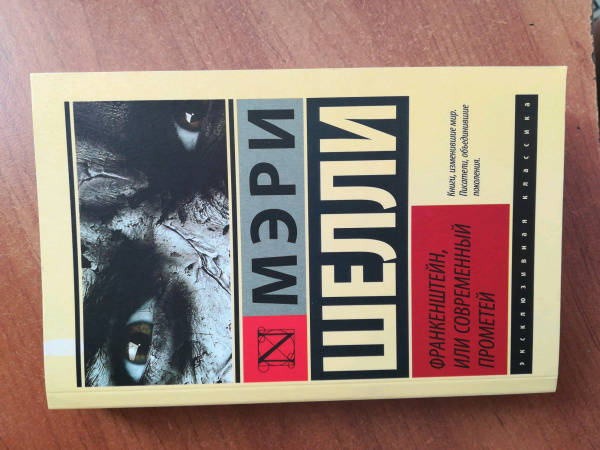 МЭРИ
ШЕЛЛИ
Книги, изменившие мир.
Писатели, объединившие
поколения.
ФРАНКЕНШТЕЙН,
ИЛИ СОВРЕМЕННЫЙ
ПРОМЕТЕЙ
эксклюзивная классика